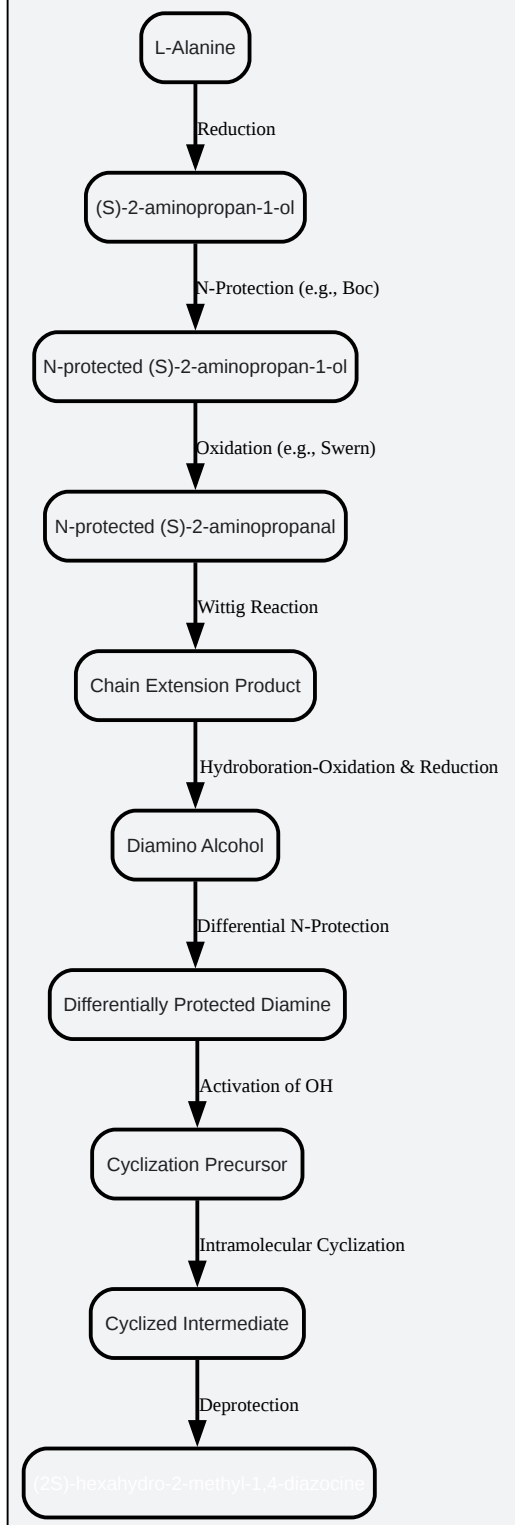 L-Alanine
Reduction
(S)-2-aminopropan-1-ol
N-Protection (e.g., Boc)
N-protected (S)-2-aminopropan-1-ol
Oxidation (e.g., Swern)
N-protected (S)-2-aminopropanal
Wittig Reaction
Chain Extension Product
Hydroboration-Oxidation & Reduction
Diamino Alcohol
Differential N-Protection
Differentially Protected Diamine
Activation of OH
Cyclization Precursor
Intramolecular Cyclization
Cyclized Intermediate
Deprotection
(2S)-hexahydro-2-methyl-1,4-diazocine